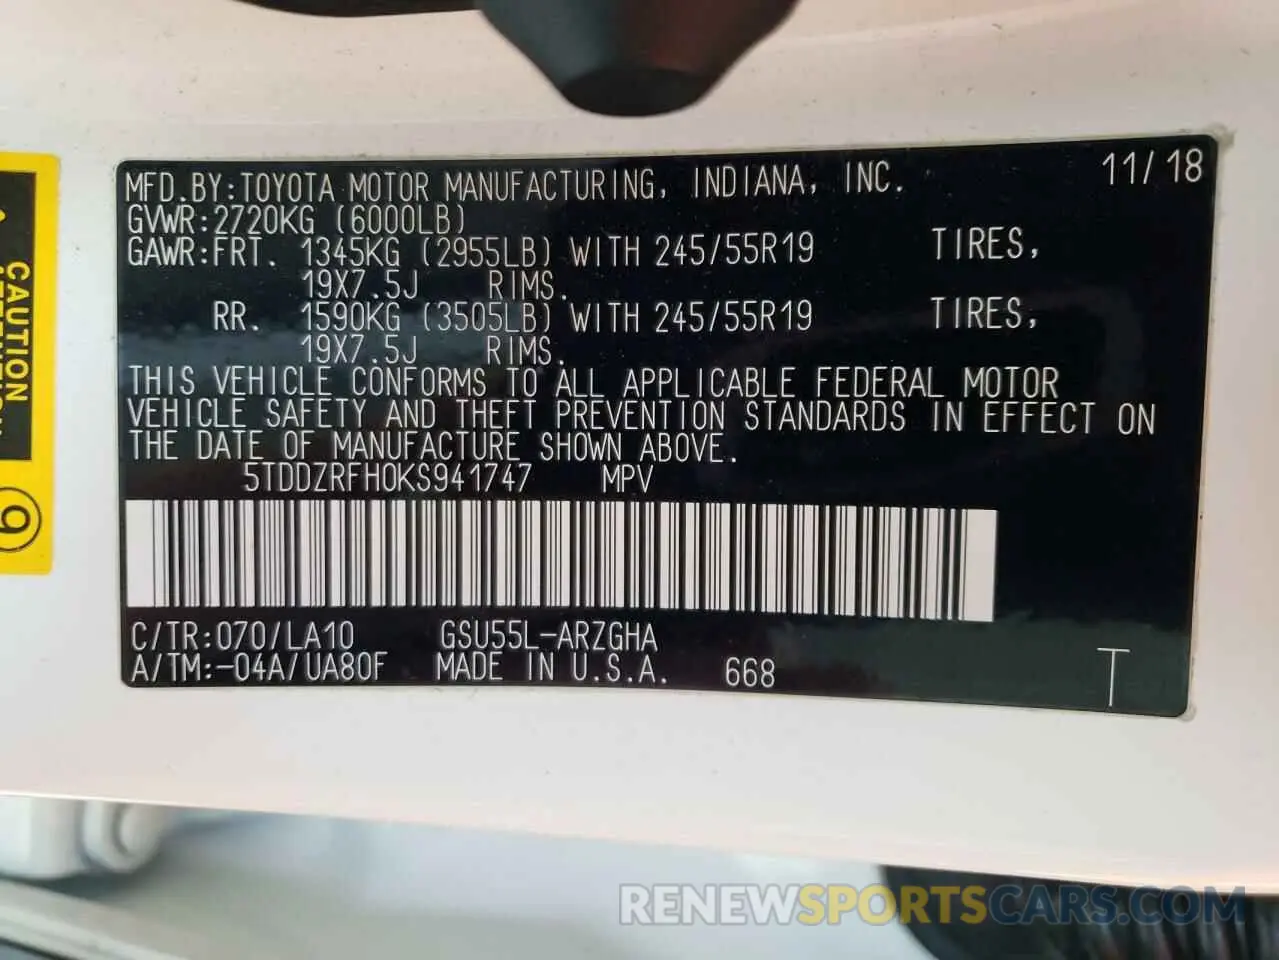 MFD.BY:TOYOTA MOTOR MANUFACTURING, INDIANA, INC. 11/18
GVWR:2720KG (6000LB)
GAWR:FRT. 1345KG (2955LB) WITH 245/55R19 TIRES,
19X7.5J RIMS.
RR. 1590KG (3505LB) WITH 245/55R19 TIRES,
19X7.5J RIMS.
THIS VEHICLE CONFORMS TO ALL APPLICABLE FEDERAL MOTOR
VEHICLE SAFETY AND THEFT PREVENTION STANDARDS IN EFFECT ON
THE DATE OF MANUFACTURE SHOWN ABOVE.
5TDDZRFH0KS941747 MPV
C/TR:070/LA10 GSU55L-ARZGHA
A/TM:-04A/UA80F MADE IN U.S.A. 668 T
CAUTION
9
RENEWSPORTSCARS.COM